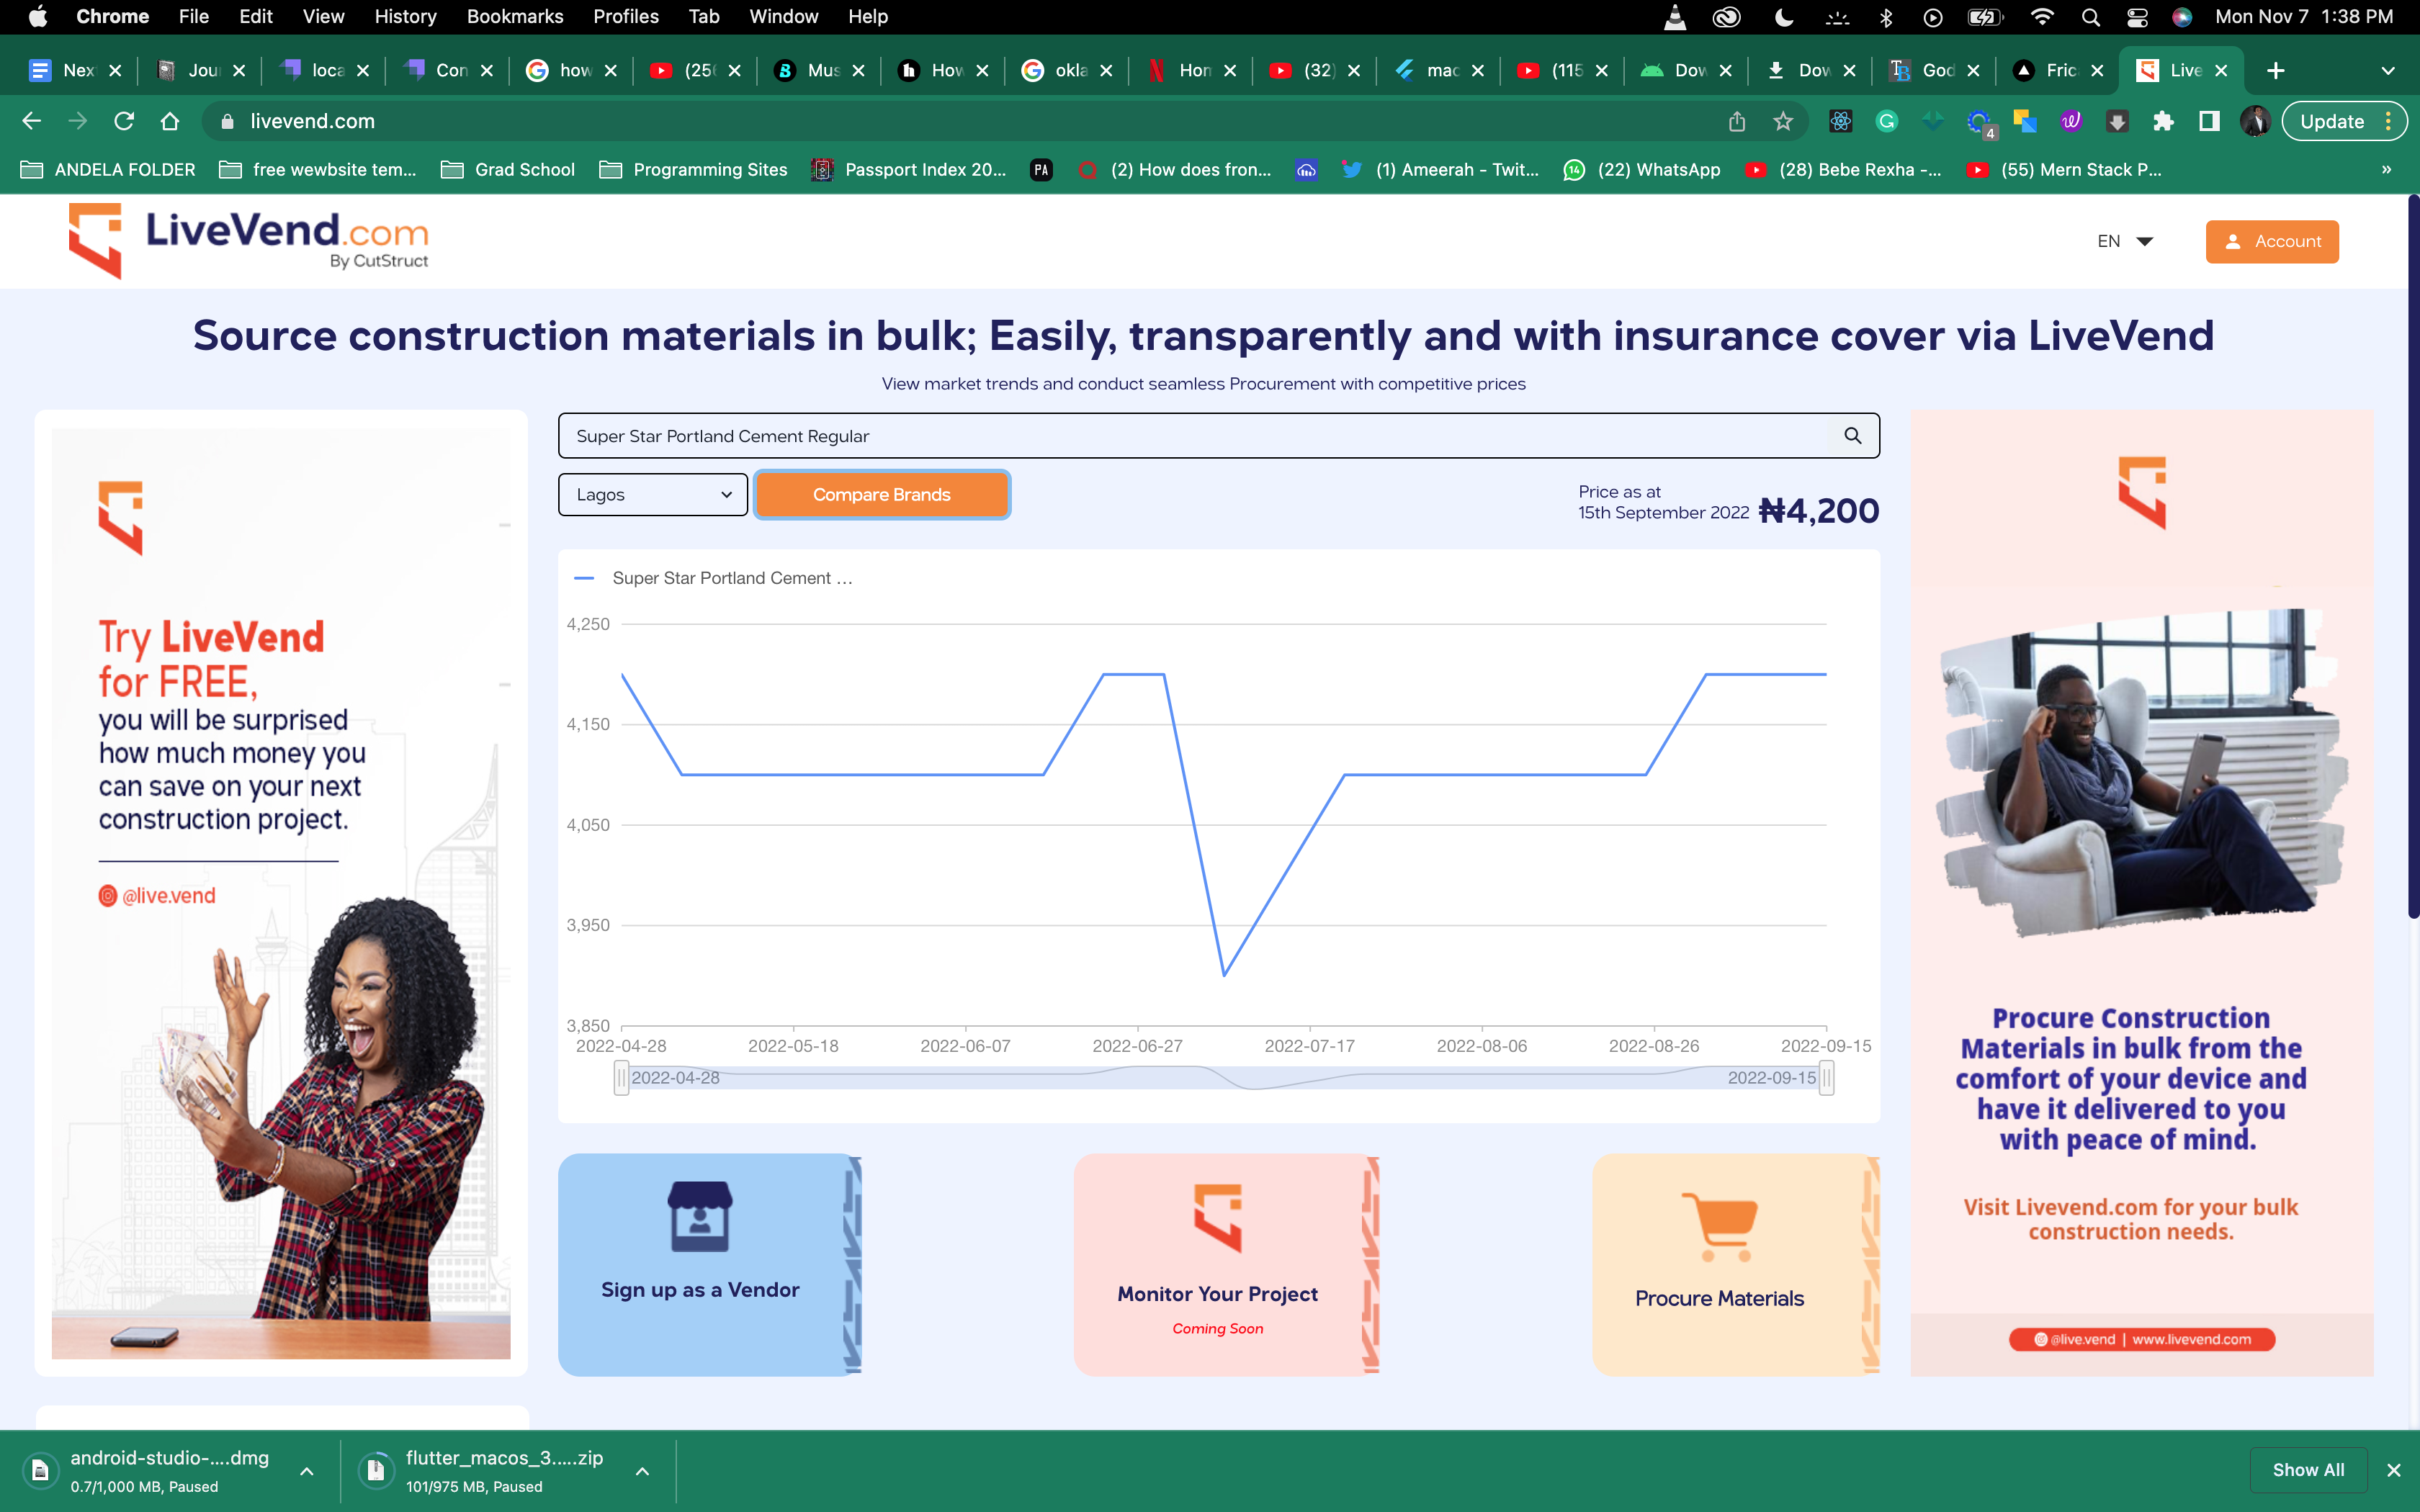 Chrome File Edit View History Bookmarks Profiles Tab Window Help
Mon Nov 7 1:38 PM
Nex
Jour
loca
Con
how
(256
Mus
How
okla
Hom
(32)
mac
(115
Dow
Dow
God
Fric
Live
livevend.com
4
Update
ANDELA FOLDER
free wewbsite tem...
Grad School
Programming Sites
Passport Index 20...
PA
(2) How does fron...
(1) Ameerah - Twit...
14
(22) WhatsApp
(28) Bebe Rexha -...
(55) Mern Stack P...
»
LiveVend.com
By CutStruct
EN
Account
Source construction materials in bulk; Easily, transparently and with insurance cover via LiveVend
View market trends and conduct seamless Procurement with competitive prices
Try LiveVend
for FREE,
you will be surprised
how much money you
can save on your next
construction project.
@live.vend
Super Star Portland Cement Regular
Lagos
Compare Brands
Price as at
15th September 2022
₦4,200
Super Star Portland Cement …
4,250
4,150
4,050
3,950
3,850
2022-04-28
2022-05-18
2022-06-07
2022-06-27
2022-07-17
2022-08-06
2022-08-26
2022-09-15
2022-04-28
2022-09-15
Sign up as a Vendor
Monitor Your Project
Coming Soon
Procure Materials
Procure Construction
Materials in bulk from the
comfort of your device and
have it delivered to you
with peace of mind.
Visit Livevend.com for your bulk
construction needs.
@live.vend | www.livevend.com
android-studio-....dmg
0.7/1,000 MB, Paused
flutter_macos_3.....zip
101/975 MB, Paused
Show All